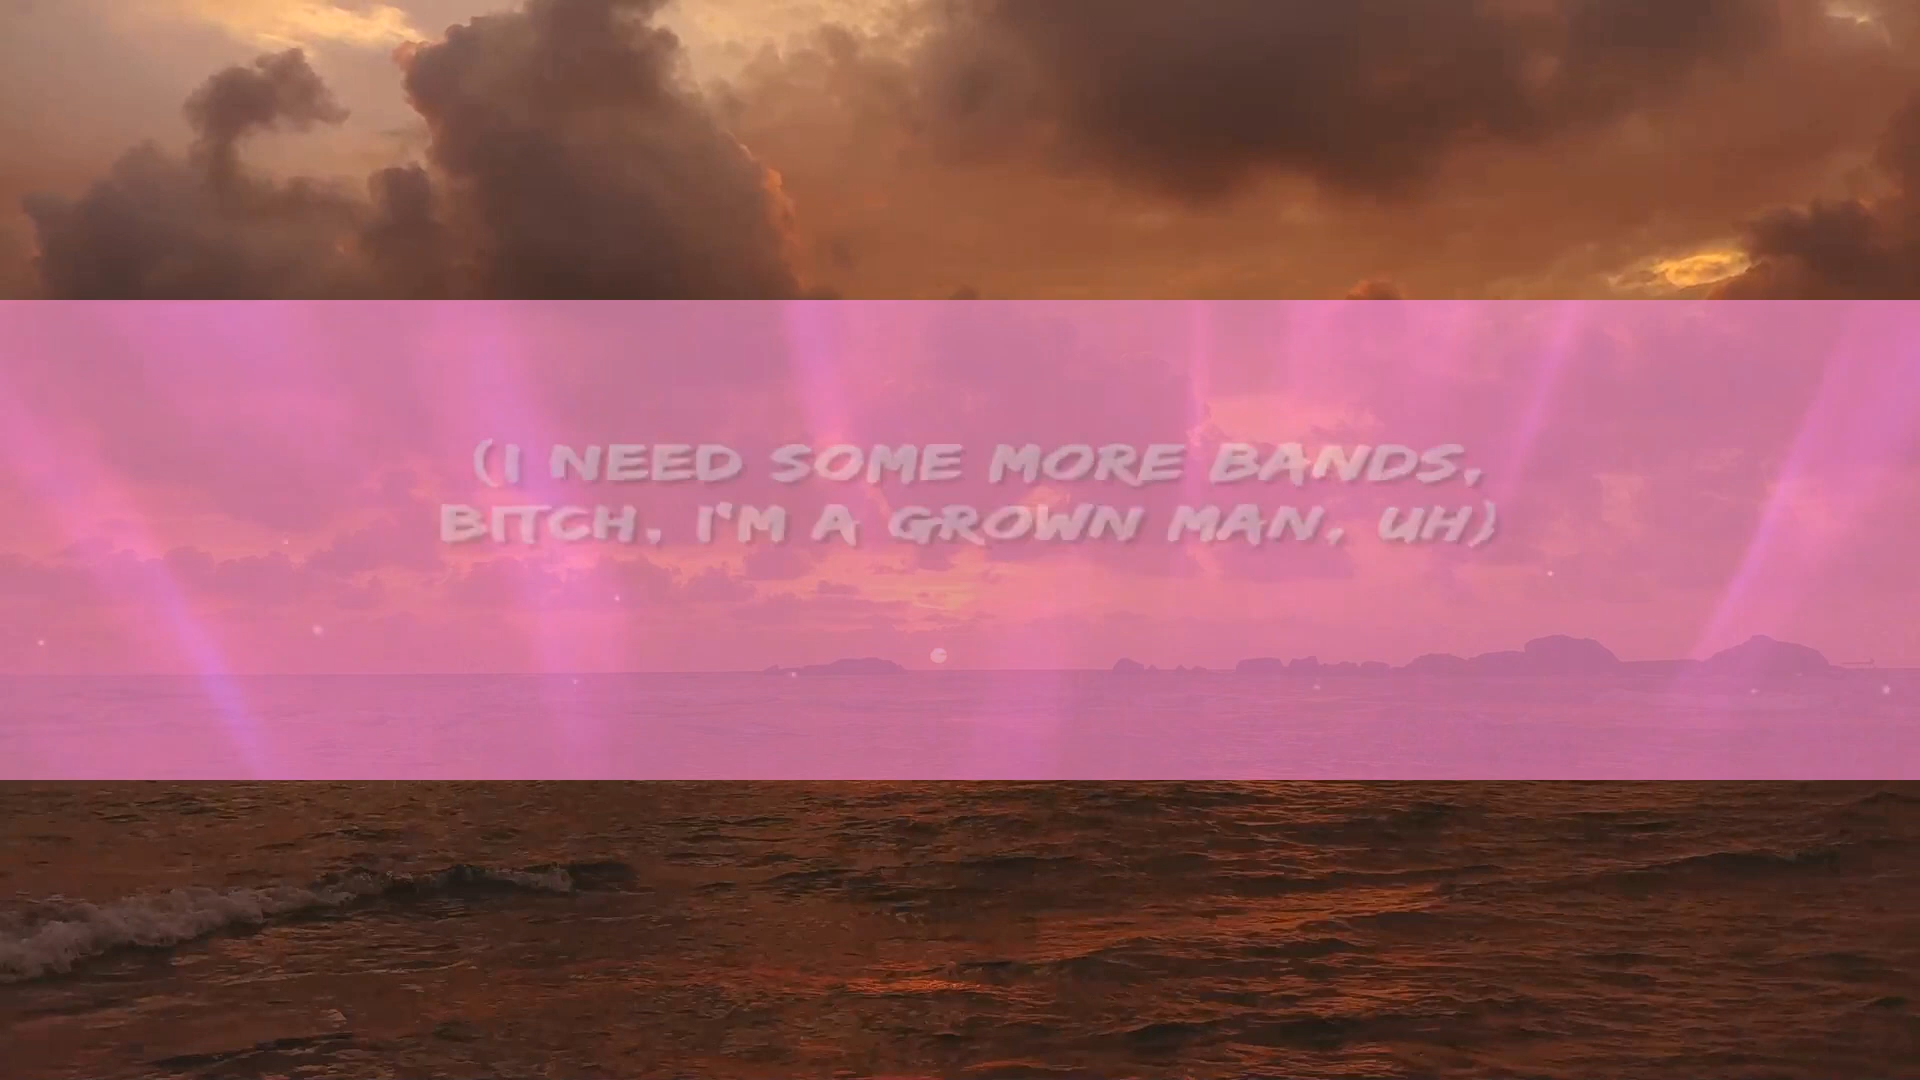 (I NEED SOME MORE BANDS,
BITCH, I'M A GROWN MAN, UH)